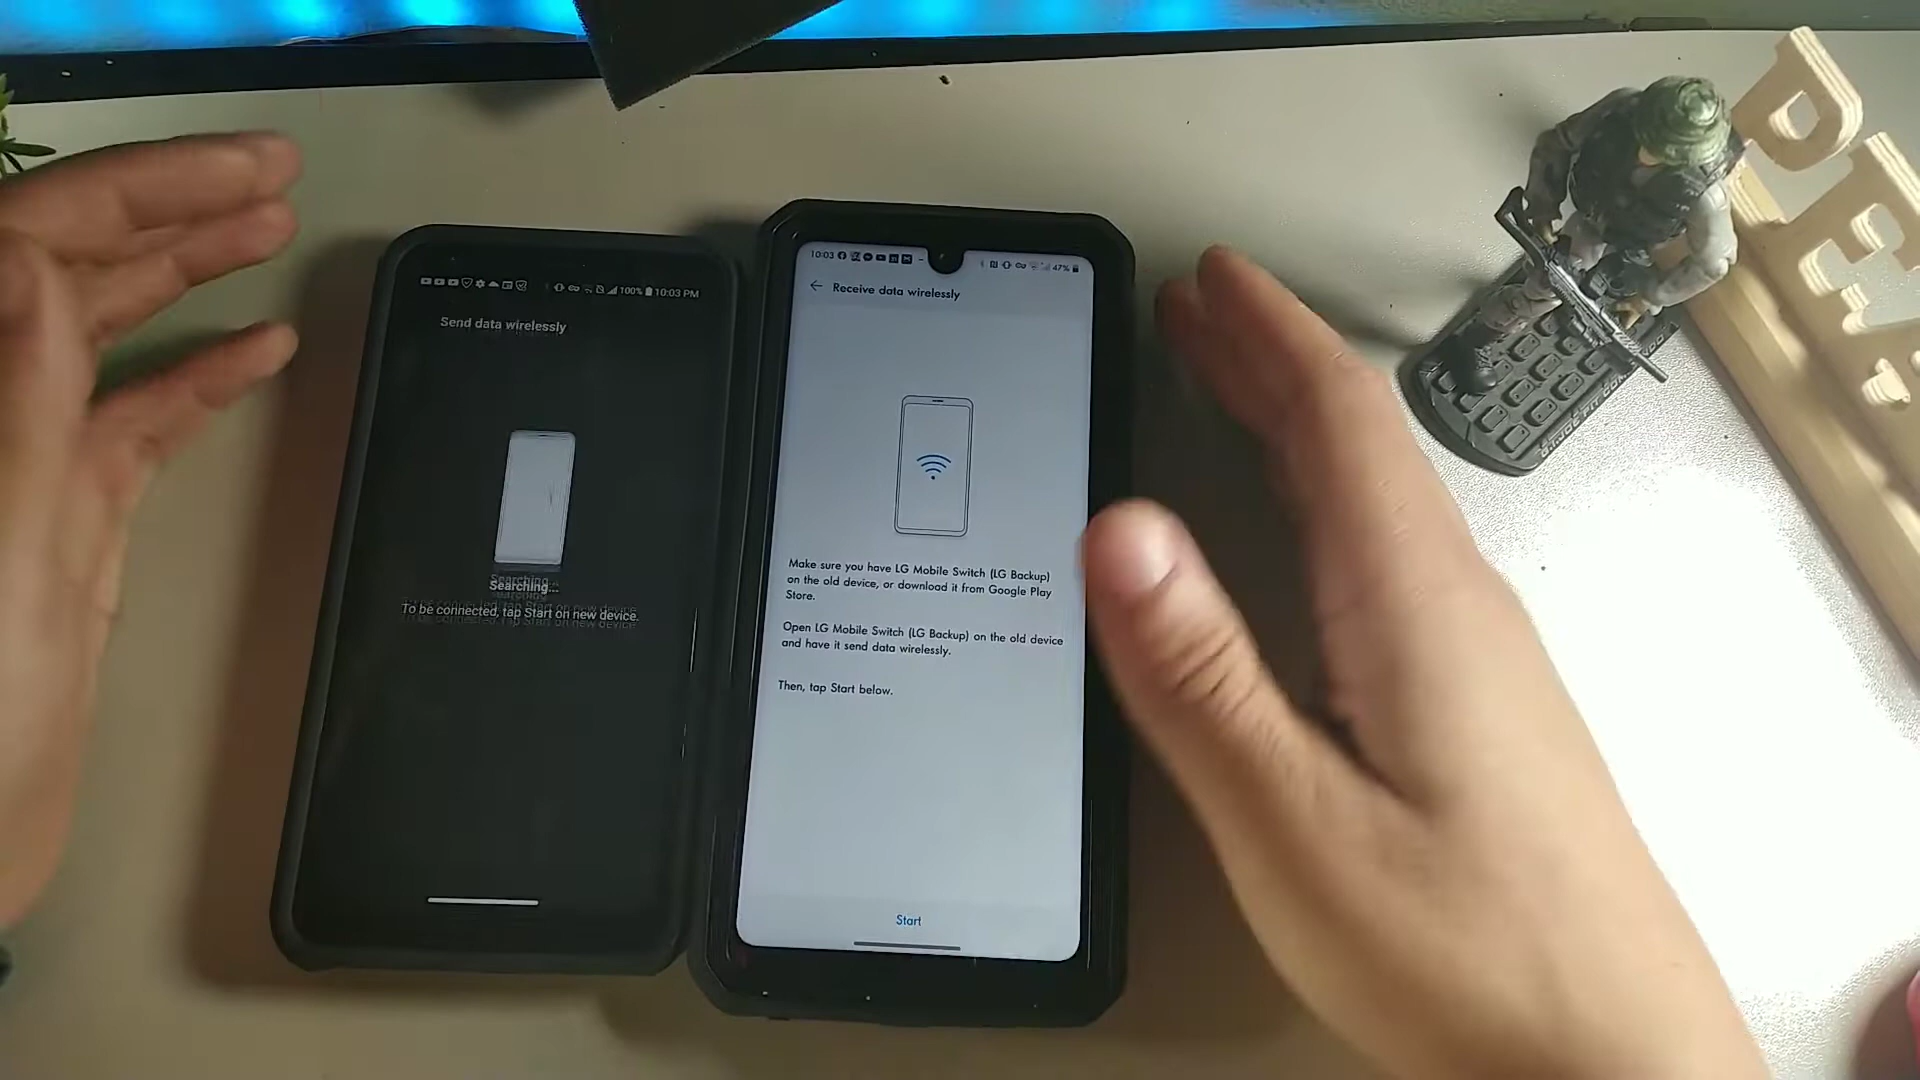 100% 10:03 PM
Send data wirelessly
Searching...
To be connected, tap Start on new device.
10:03
47%
Receive data wirelessly
Make sure you have LG Mobile Switch (LG Backup)
on the old device, or download it from Google Play
Store.
Open LG Mobile Switch (LG Backup) on the old device
and have it send data wirelessly.
Then, tap Start below.
Start